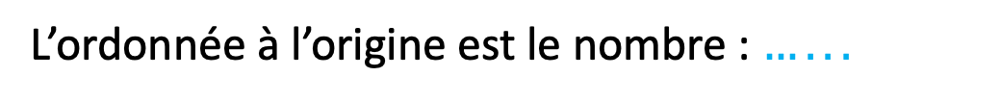 L’ordonnée à l’origine est le nombre : ...…